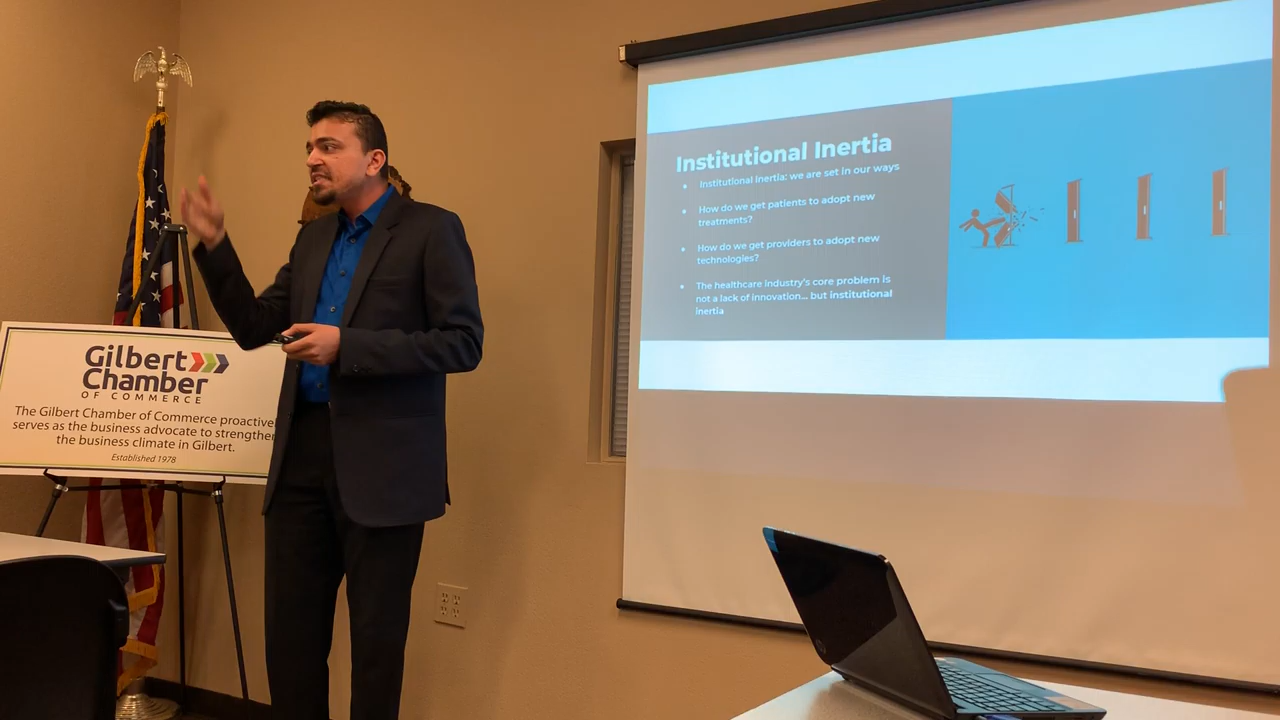 Gilbert
Chamber
OF COMMERCE
The Gilbert Chamber of Commerce proactive
serves as the business advocate to strengthen
the business climate in Gilbert.
Established 1978
Institutional Inertia
Institutional Inertia: we are set in our ways
How do we get patients to adopt new
treatments?
How do we get providers to adopt new
technologies?
The healthcare industry's core problem is
not a lack of innovation... but institutional
inertia